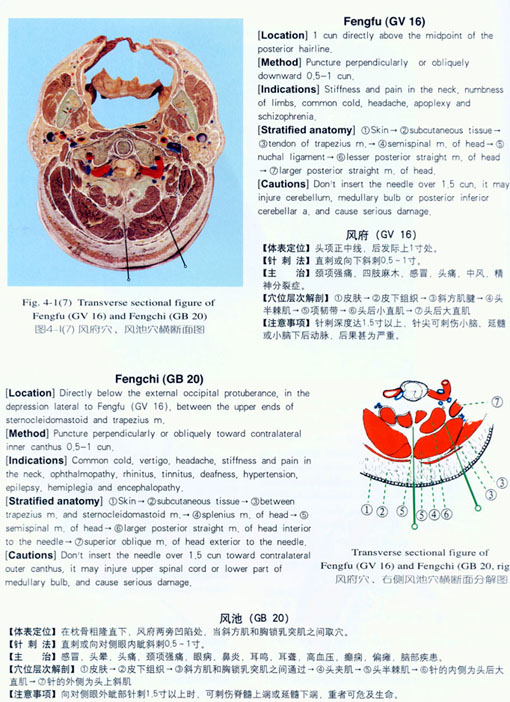 Fengfu (GV 16)
[Location] 1 cun directly above the midpoint of the
posterior hairline.
[Method] Puncture perpendicularly or obliquely
downward 0.5-1 cun.
[Indications] Stiffness and pain in the neck, numbness
of limbs, common cold, headache, apoplexy and
schizophrenia.
[Stratified anatomy] ①Skin→②subcutaneous tissue→
③tendon of trapezius m.→④semispinal m. of head→⑤
nuchal ligament→⑥lesser posterior straight m. of head
→⑦larger posterior straight m. of head.
[Cautions] Don't insert the needle over 1.5 cun, it may
injure cerebellum, medullary bulb or posterior inferior
cerebellar a. and cause serious damage.
风府 (GV 16)
【体表定位】头项正中线，后发际上1寸处。
【针 刺 法】直刺或向下斜刺0.5-1寸。
【主　　治】颈项强痛，四肢麻木，感冒，头痛，中风，精
神分裂症。
【穴位层次解剖】①皮肤→②皮下组织→③斜方肌腱→④头
半棘肌→⑤项韧带→⑥头后小直肌→⑦头后大直肌
【注意事项】针刺深度达1.5寸以上，针尖可刺伤小脑、延髓
或小脑下后动脉，后果甚为严重。
Fig. 4-1(7) Transverse sectional figure of
Fengfu (GV 16) and Fengchi (GB 20)
图4-1(7) 风府穴、风池穴横断面图
Fengchi (GB 20)
[Location] Directly below the external occipital protuberance, in the
depression lateral to Fengfu (GV 16), between the upper ends of
sternocleidomastoid and trapezius m.
[Method] Puncture perpendicularly or obliquely toward contralateral
inner canthus 0.5-1 cun.
[Indications] Common cold, vertigo, headache, stiffness and pain in
the neck, ophthalmopathy, rhinitus, tinnitus, deafness, hypertension,
epilepsy, hemiplegia and encephalopathy.
[Stratified anatomy] ①Skin→②subcutaneous tissue→③between
trapezius m. and sternocleidomastoid m.→④splenius m. of head→⑤
semispinal m. of head→⑥larger posterior straight m. of head interior
to the needle→⑦superior oblique m. of head exterior to the needle.
[Cautions] Don't insert the needle over 1.5 cun toward contralateral
outer canthus, it may injure upper spinal cord or lower part of
medullary bulb, and cause serious damage.
⑦
① ② ⑤ ⑤ ④ ⑥ ③ ③
Transverse sectional figure of
Fengfu (GV 16) and Fengchi (GB 20, rig
风府穴、右侧风池穴横断面分解图
风池 (GB 20)
【体表定位】在枕骨粗隆直下，风府两旁凹陷处，当斜方肌和胸锁乳突肌之间取穴。
【针 刺 法】直刺或向对侧眼内眦斜刺0.5-1寸。
【主　　治】感冒，头晕，头痛，颈项强痛，眼病，鼻炎，耳鸣，耳聋，高血压，癫痫，偏瘫，脑部疾患。
【穴位层次解剖】①皮肤→②皮下组织→③斜方肌和胸锁乳突肌之间通过→④头夹肌→⑤头半棘肌→⑥针的内侧为头后大
直肌→⑦针的外侧为头上斜肌
【注意事项】向对侧眼外眦部针刺1.5寸以上时，可刺伤脊髓上端或延髓下端，重者可危及生命。